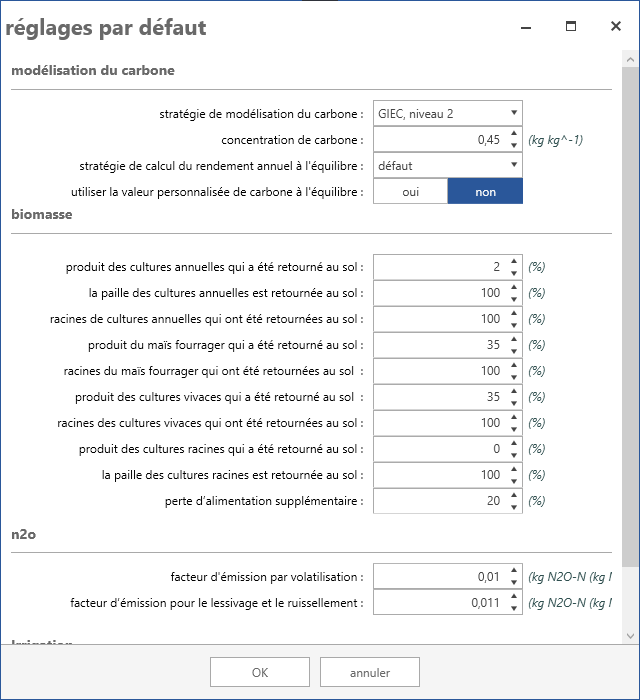 réglages par défaut
modélisation du carbone
stratégie de modélisation du carbone : GIEC, niveau 2
concentration de carbone : 0,45 (kg kg^-1)
stratégie de calcul du rendement annuel à l'équilibre : défaut
utiliser la valeur personnalisée de carbone à l'équilibre : oui non
biomasse
produit des cultures annuelles qui a été retourné au sol : 2 (%)
la paille des cultures annuelles est retournée au sol : 100 (%)
racines de cultures annuelles qui ont été retournées au sol : 100 (%)
produit du maïs fourrager qui a été retourné au sol : 35 (%)
racines du maïs fourrager qui ont été retournées au sol : 100 (%)
produit des cultures vivaces qui a été retourné au sol : 35 (%)
racines des cultures vivaces qui ont été retournées au sol : 100 (%)
produit des cultures racines qui a été retourné au sol : 0 (%)
la paille des cultures racines est retournée au sol : 100 (%)
perte d'alimentation supplémentaire : 20 (%)
n2o
facteur d'émission par volatilisation : 0,01 (kg N2O-N (kg
facteur d'émission pour le lessivage et le ruissellement : 0,011 (kg N2O-N (kg
Irrigation
OK annuler